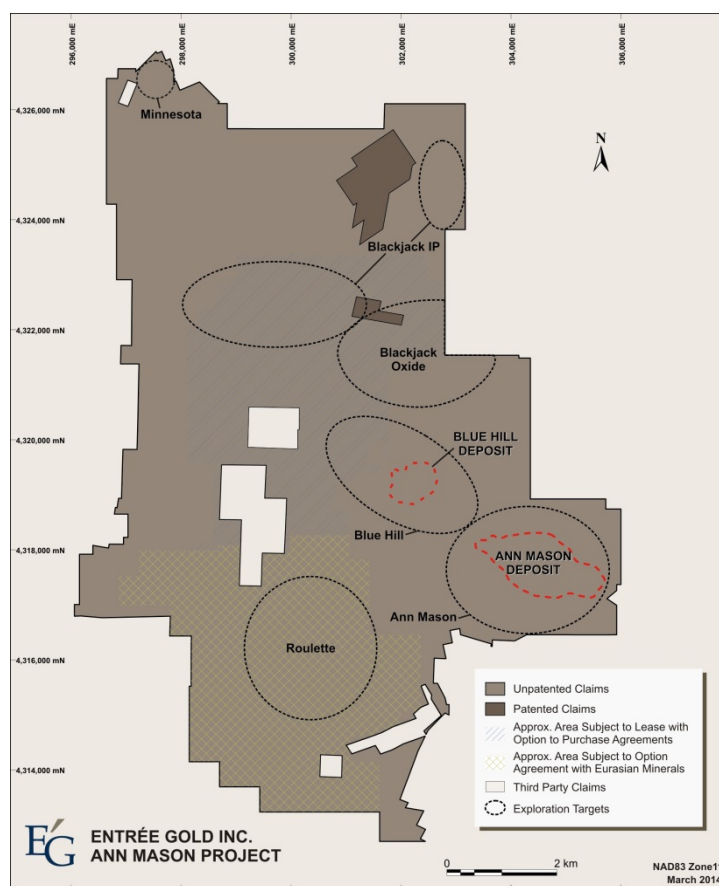 296,000 mE
298,000 mE
300,000 mE
302,000 mE
304,000 mE
306,000 mE
4,326,000 mN
4,324,000 mN
4,322,000 mN
4,320,000 mN
4,318,000 mN
4,316,000 mN
4,314,000 mN
Minnesota
N
Blackjack IP
Blackjack
Oxide
BLUE HILL
DEPOSIT
Blue Hill
ANN MASON
DEPOSIT
Ann Mason
Roulette
Unpatented Claims
Patented Claims
Approx. Area Subject to Lease with
Option to Purchase Agreements
Approx. Area Subject to Option
Agreement with Eurasian Minerals
Third Party Claims
Exploration Targets
EG
ENTRÉE GOLD INC.
ANN MASON PROJECT
0 2 km
NAD83 Zone11
March 2014